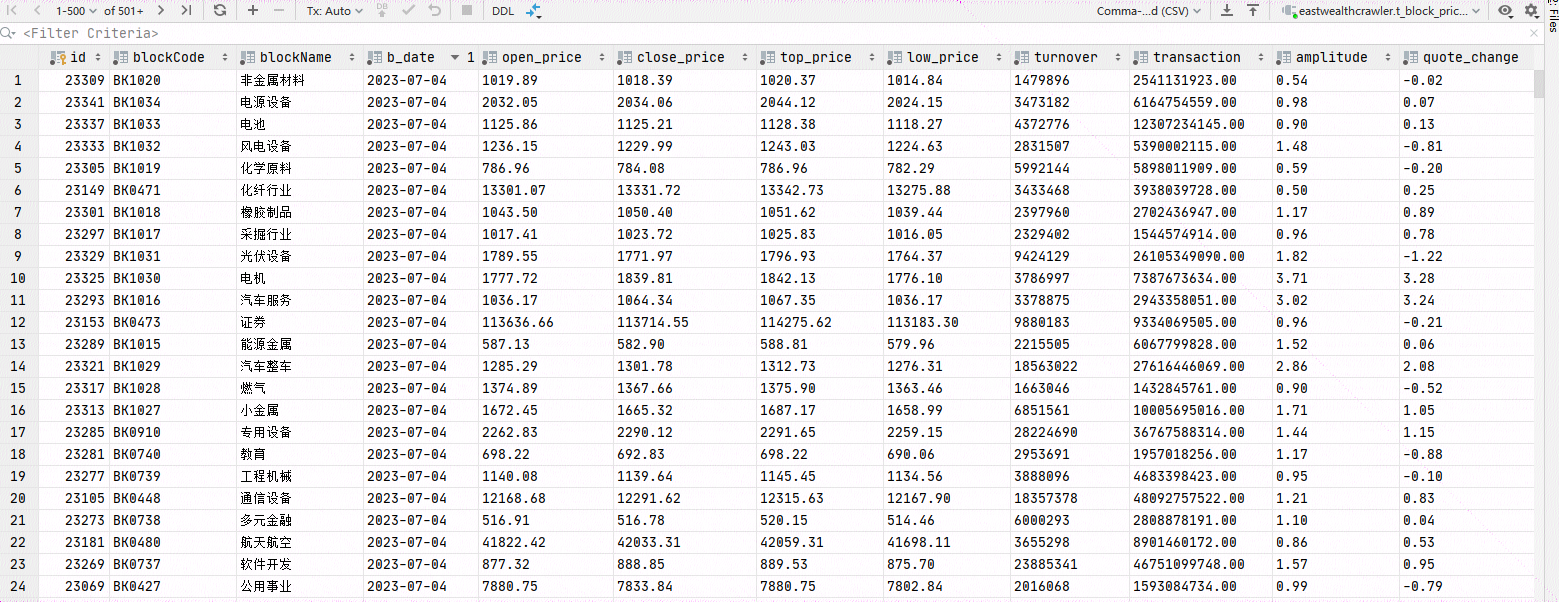 1-500 of 501+ Tx: Auto DB DDL Comma-...d (CSV) eastwealthcrawler.t_block_pric...
<Filter Criteria>
id blockCode blockName b_date 1 open_price close_price top_price low_price turnover transaction amplitude quote_change
1 23309 BK1020 非金属材料 2023-07-04 1019.89 1018.39 1020.37 1014.84 1479896 2541131923.00 0.54 -0.02
2 23341 BK1034 电源设备 2023-07-04 2032.05 2034.06 2044.12 2024.15 3473182 6164754559.00 0.98 0.07
3 23337 BK1033 电池 2023-07-04 1125.86 1125.21 1128.38 1118.27 4372776 12307234145.00 0.90 0.13
4 23333 BK1032 风电设备 2023-07-04 1236.15 1229.99 1243.03 1224.63 2831507 5390002115.00 1.48 -0.81
5 23305 BK1019 化学原料 2023-07-04 786.96 784.08 786.96 782.29 5992144 5898011909.00 0.59 -0.20
6 23149 BK0471 化纤行业 2023-07-04 13301.07 13331.72 13342.73 13275.88 3433468 3938039728.00 0.50 0.25
7 23301 BK1018 橡胶制品 2023-07-04 1043.50 1050.40 1051.62 1039.44 2397960 2702436947.00 1.17 0.89
8 23297 BK1017 采掘行业 2023-07-04 1017.41 1023.72 1025.83 1016.05 2329402 1544574914.00 0.96 0.78
9 23329 BK1031 光伏设备 2023-07-04 1789.55 1771.97 1796.93 1764.37 9424129 26105349090.00 1.82 -1.22
10 23325 BK1030 电机 2023-07-04 1777.72 1839.81 1842.13 1776.10 3786997 7387673634.00 3.71 3.28
11 23293 BK1016 汽车服务 2023-07-04 1036.17 1064.34 1067.35 1036.17 3378875 2943358051.00 3.02 3.24
12 23153 BK0473 证券 2023-07-04 113636.66 113714.55 114275.62 113183.30 9880183 9334069505.00 0.96 -0.21
13 23289 BK1015 能源金属 2023-07-04 587.13 582.90 588.81 579.96 2215505 6067799828.00 1.52 0.06
14 23321 BK1029 汽车整车 2023-07-04 1285.29 1301.78 1312.73 1276.31 18563022 27616446069.00 2.86 2.08
15 23317 BK1028 燃气 2023-07-04 1374.89 1367.66 1375.90 1363.46 1663046 1432845761.00 0.90 -0.52
16 23313 BK1027 小金属 2023-07-04 1672.45 1665.32 1687.17 1658.99 6851561 10005695016.00 1.71 1.05
17 23285 BK0910 专用设备 2023-07-04 2262.83 2290.12 2291.65 2259.15 28224690 36767588314.00 1.44 1.15
18 23281 BK0740 教育 2023-07-04 698.22 692.83 698.22 690.06 2953691 1957018256.00 1.17 -0.88
19 23277 BK0739 工程机械 2023-07-04 1140.08 1139.64 1145.45 1134.56 3888096 4683398423.00 0.95 -0.10
20 23105 BK0448 通信设备 2023-07-04 12168.68 12291.62 12315.63 12167.90 18357378 48092757522.00 1.21 0.83
21 23273 BK0738 多元金融 2023-07-04 516.91 516.78 520.15 514.46 6000293 2808878191.00 1.10 0.04
22 23181 BK0480 航天航空 2023-07-04 41822.42 42033.31 42059.31 41698.11 3655298 8901460172.00 0.86 0.53
23 23269 BK0737 软件开发 2023-07-04 877.32 888.85 889.53 875.70 23885341 46751099748.00 1.57 0.95
24 23069 BK0427 公用事业 2023-07-04 7880.75 7833.84 7880.75 7802.84 2016068 1593084734.00 0.99 -0.79
Files